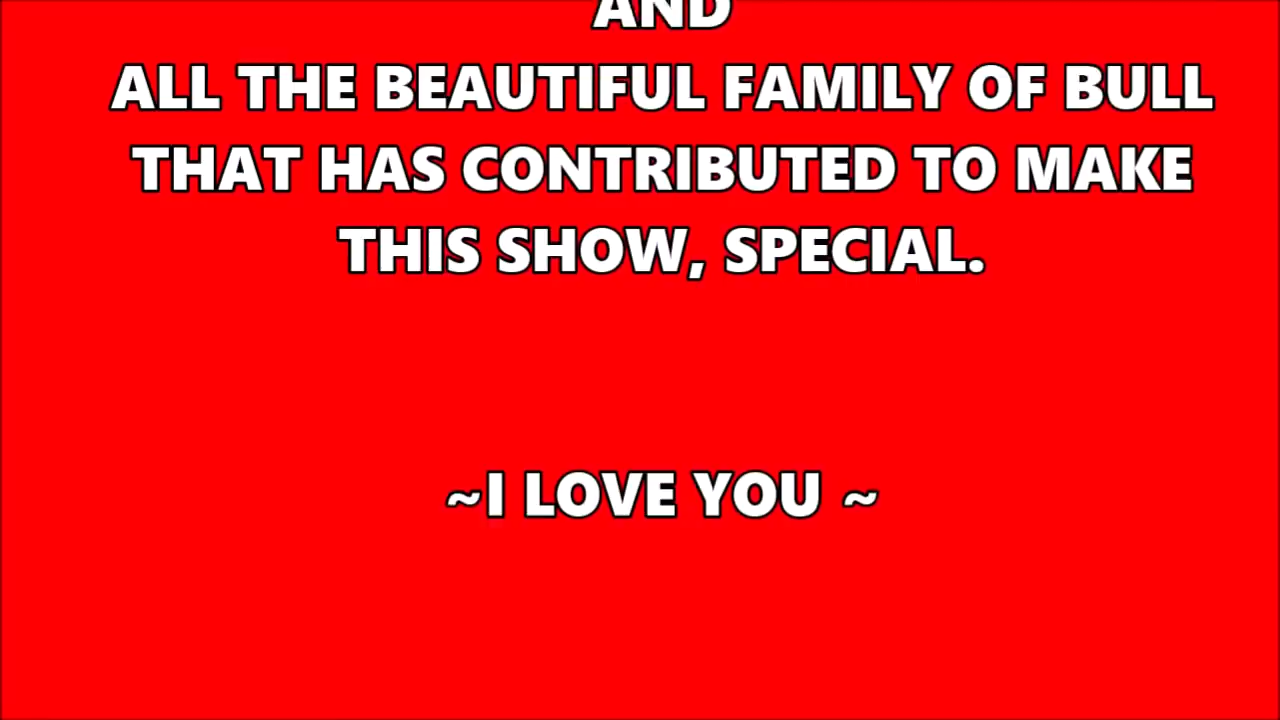 AND
ALL THE BEAUTIFUL FAMILY OF BULL
THAT HAS CONTRIBUTED TO MAKE
THIS SHOW, SPECIAL.
~I LOVE YOU ~